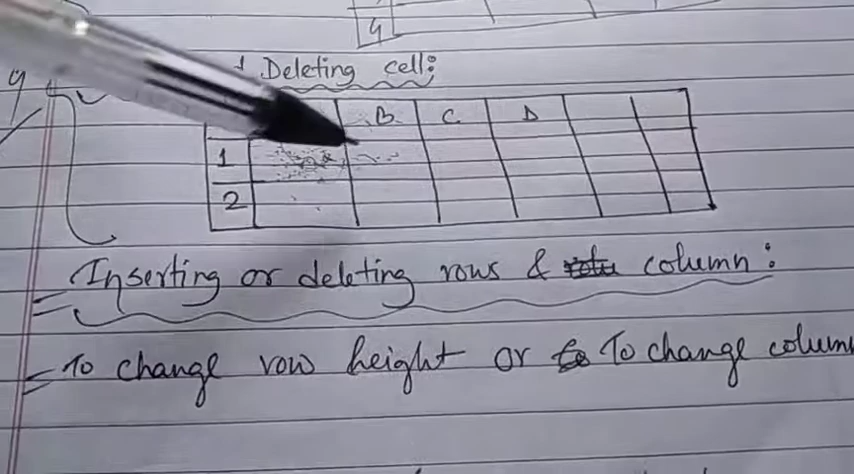 4
Deleting cell:
B C D
1
2
Inserting or deleting rows & column:
To change row height or To change column